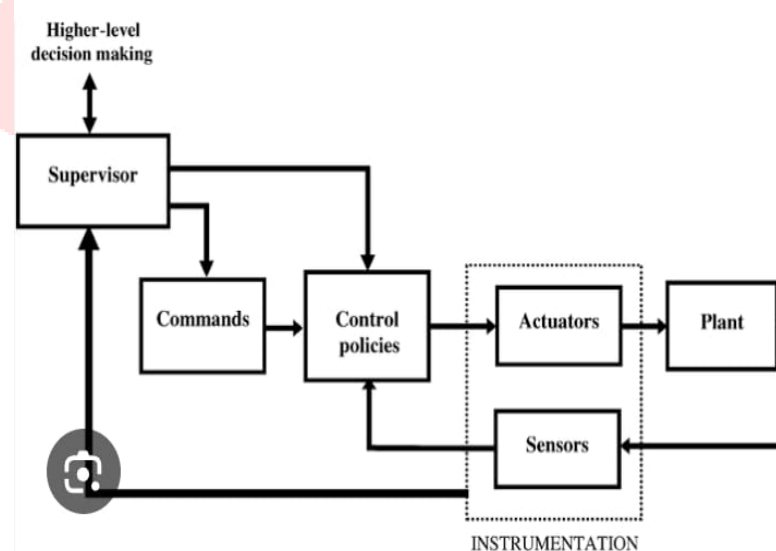 Higher-level
decision making
Supervisor
Commands
Control
policies
Actuators
Plant
Sensors
INSTRUMENTATION